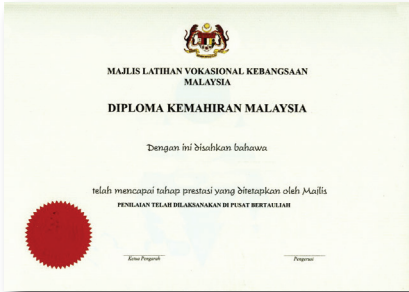 MAJLIS LATIHAN VOKASIONAL KEBANGSAAN
MALAYSIA
DIPLOMA KEMAHIRAN MALAYSIA
Dengan ini disahkan bahawa
telah mencapai tahap prestasi yang ditetapkan oleh Majlis
PENILAIAN TELAH DILAKSANAKAN DI PUSAT BERTAULIAH
Ketua Pengarah
Pengerusi